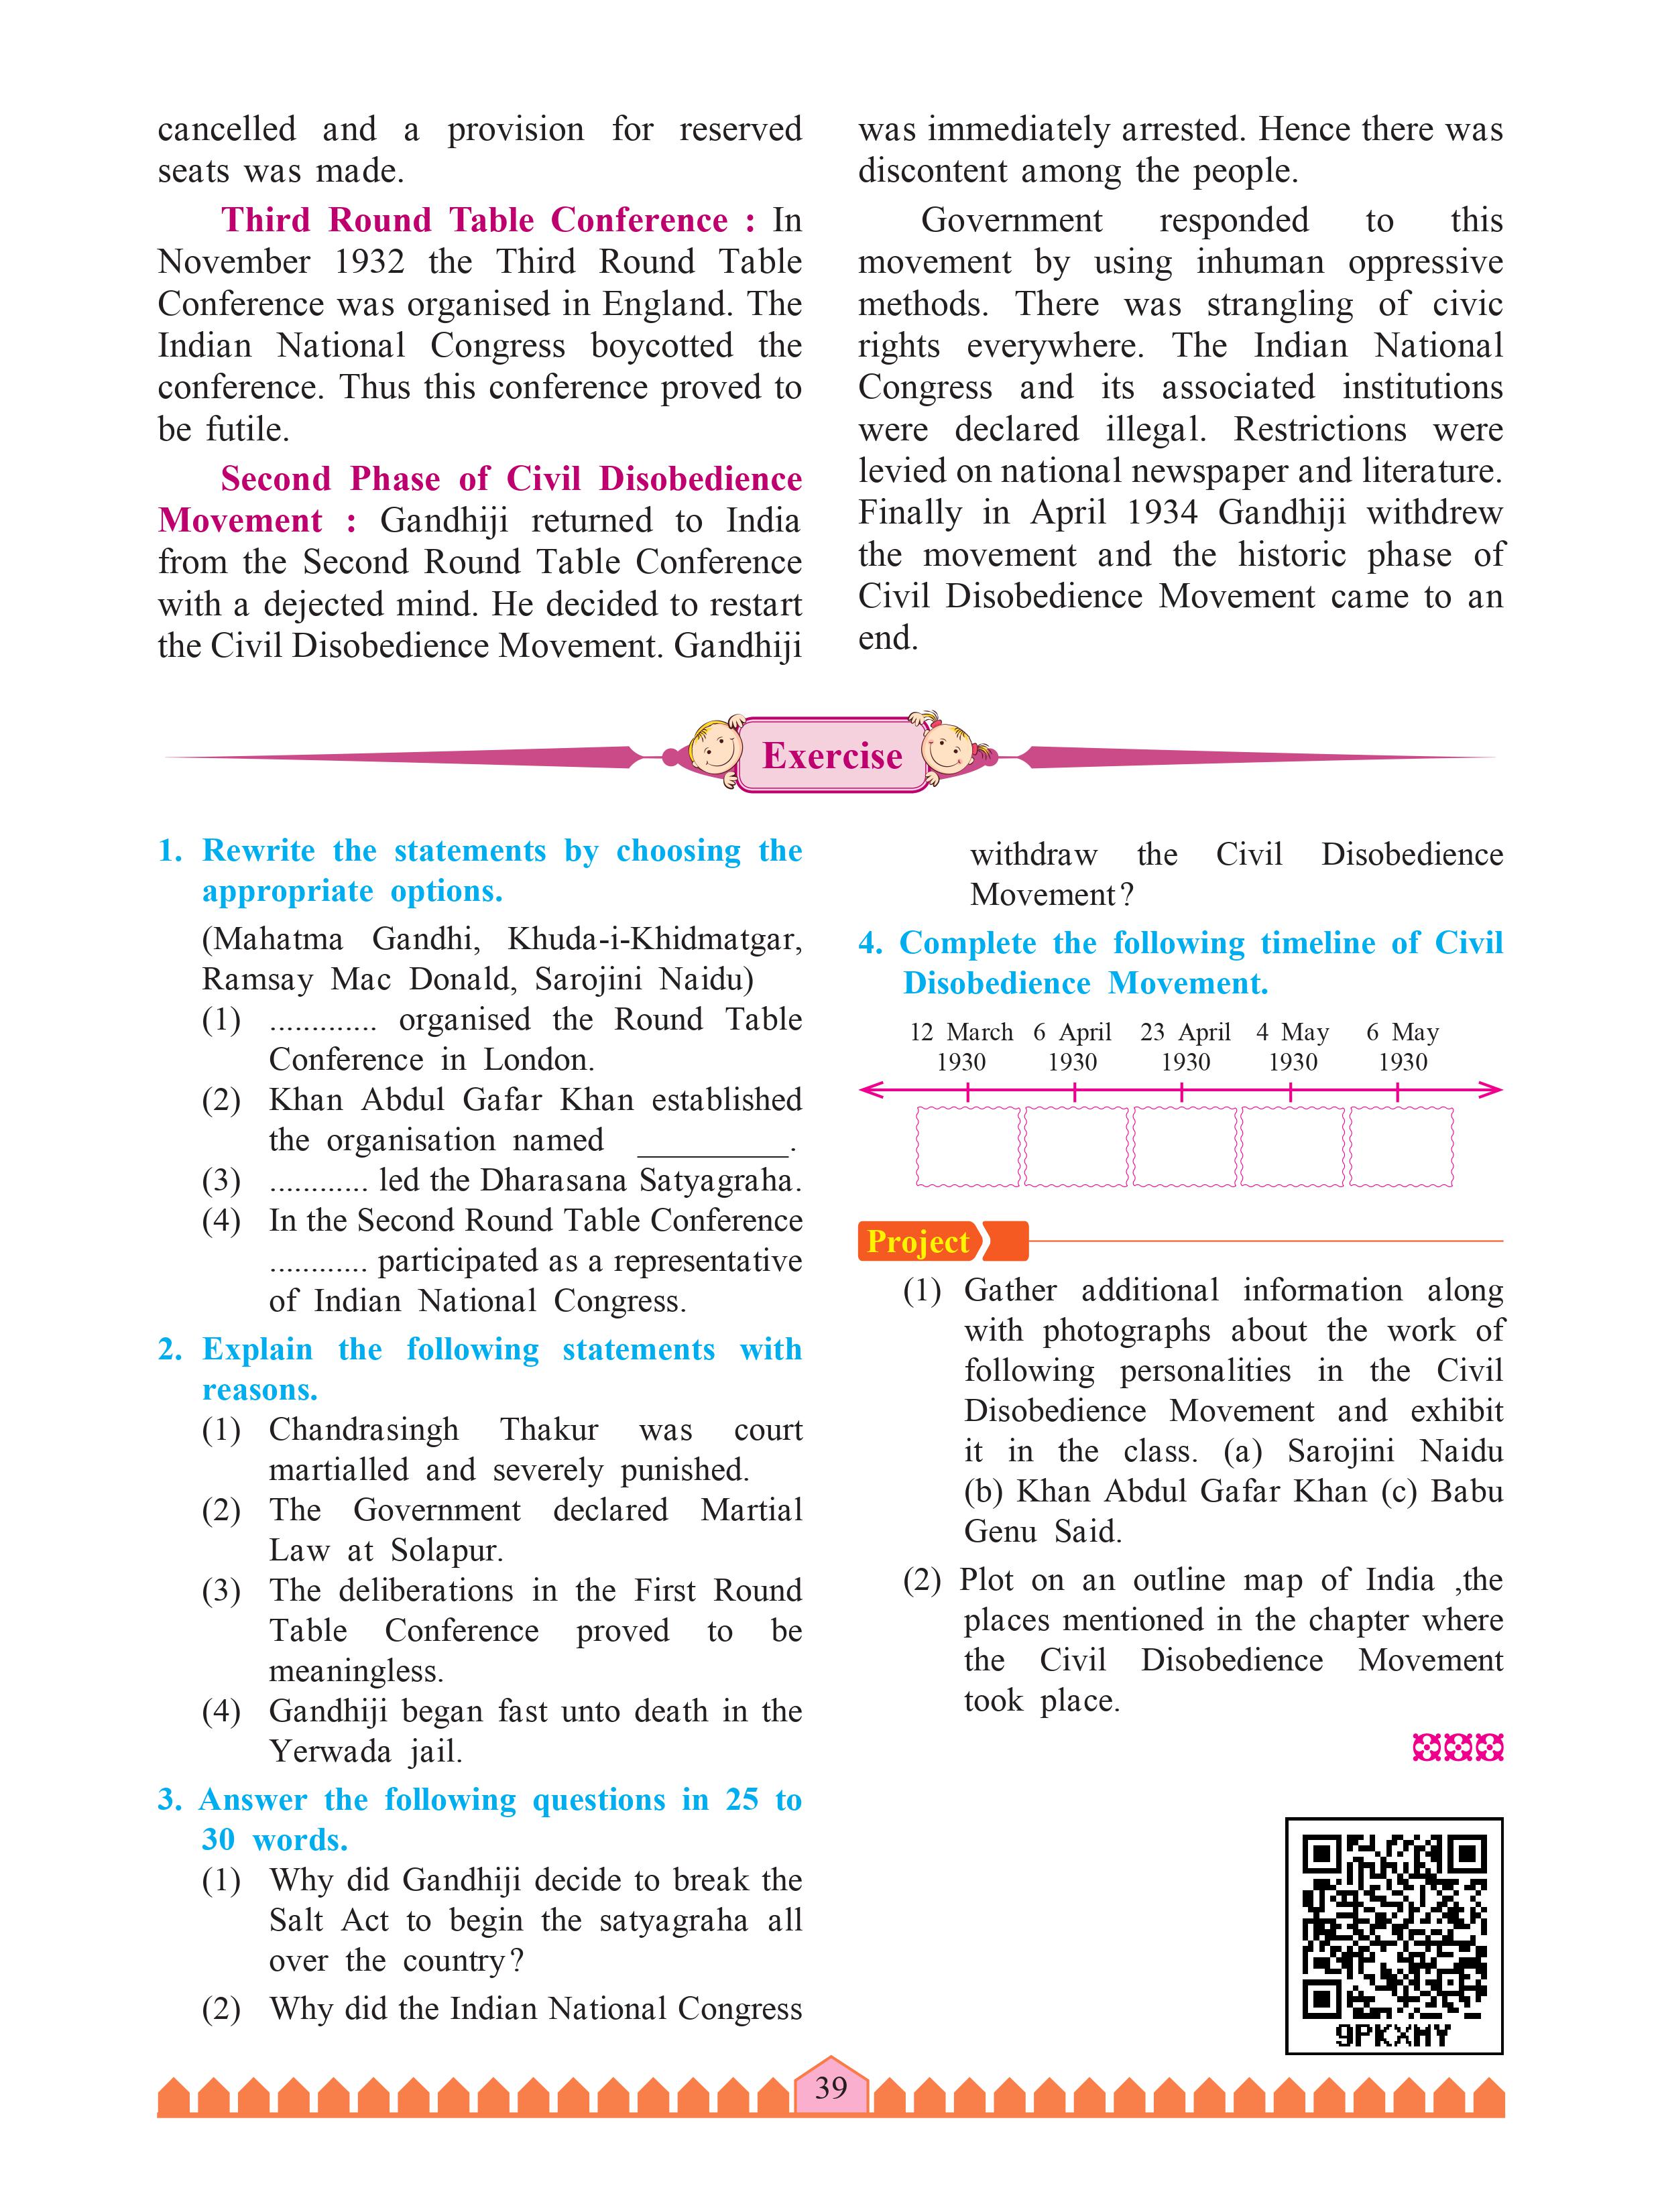 cancelled and a provision for reserved
seats was made.
Third Round Table Conference : In
November 1932 the Third Round Table
Conference was organised in England. The
Indian National Congress boycotted the
conference. Thus this conference proved to
be futile.
Second Phase of Civil Disobedience
Movement : Gandhiji returned to India
from the Second Round Table Conference
with a dejected mind. He decided to restart
the Civil Disobedience Movement. Gandhiji
was immediately arrested. Hence there was
discontent among the people.
Government responded to this
movement by using inhuman oppressive
methods. There was strangling of civic
rights everywhere. The Indian National
Congress and its associated institutions
were declared illegal. Restrictions were
levied on national newspaper and literature.
Finally in April 1934 Gandhiji withdrew
the movement and the historic phase of
Civil Disobedience Movement came to an
end.
Exercise
1. Rewrite the statements by choosing the
appropriate options.
(Mahatma Gandhi, Khuda-i-Khidmatgar,
Ramsay Mac Donald, Sarojini Naidu)
(1) ............. organised the Round Table
Conference in London.
(2) Khan Abdul Gafar Khan established
the organisation named __________.
(3) ............ led the Dharasana Satyagraha.
(4) In the Second Round Table Conference
............ participated as a representative
of Indian National Congress.
2. Explain the following statements with
reasons.
(1) Chandrasingh Thakur was court
martialled and severely punished.
(2) The Government declared Martial
Law at Solapur.
(3) The deliberations in the First Round
Table Conference proved to be
meaningless.
(4) Gandhiji began fast unto death in the
Yerwada jail.
3. Answer the following questions in 25 to
30 words.
(1) Why did Gandhiji decide to break the
Salt Act to begin the satyagraha all
over the country?
(2) Why did the Indian National Congress
withdraw the Civil Disobedience
Movement?
4. Complete the following timeline of Civil
Disobedience Movement.
12 March 6 April 23 April 4 May 6 May
1930 1930 1930 1930 1930
Project
(1) Gather additional information along
with photographs about the work of
following personalities in the Civil
Disobedience Movement and exhibit
it in the class. (a) Sarojini Naidu
(b) Khan Abdul Gafar Khan (c) Babu
Genu Said.
(2) Plot on an outline map of India ,the
places mentioned in the chapter where
the Civil Disobedience Movement
took place.
9PKXMY
39